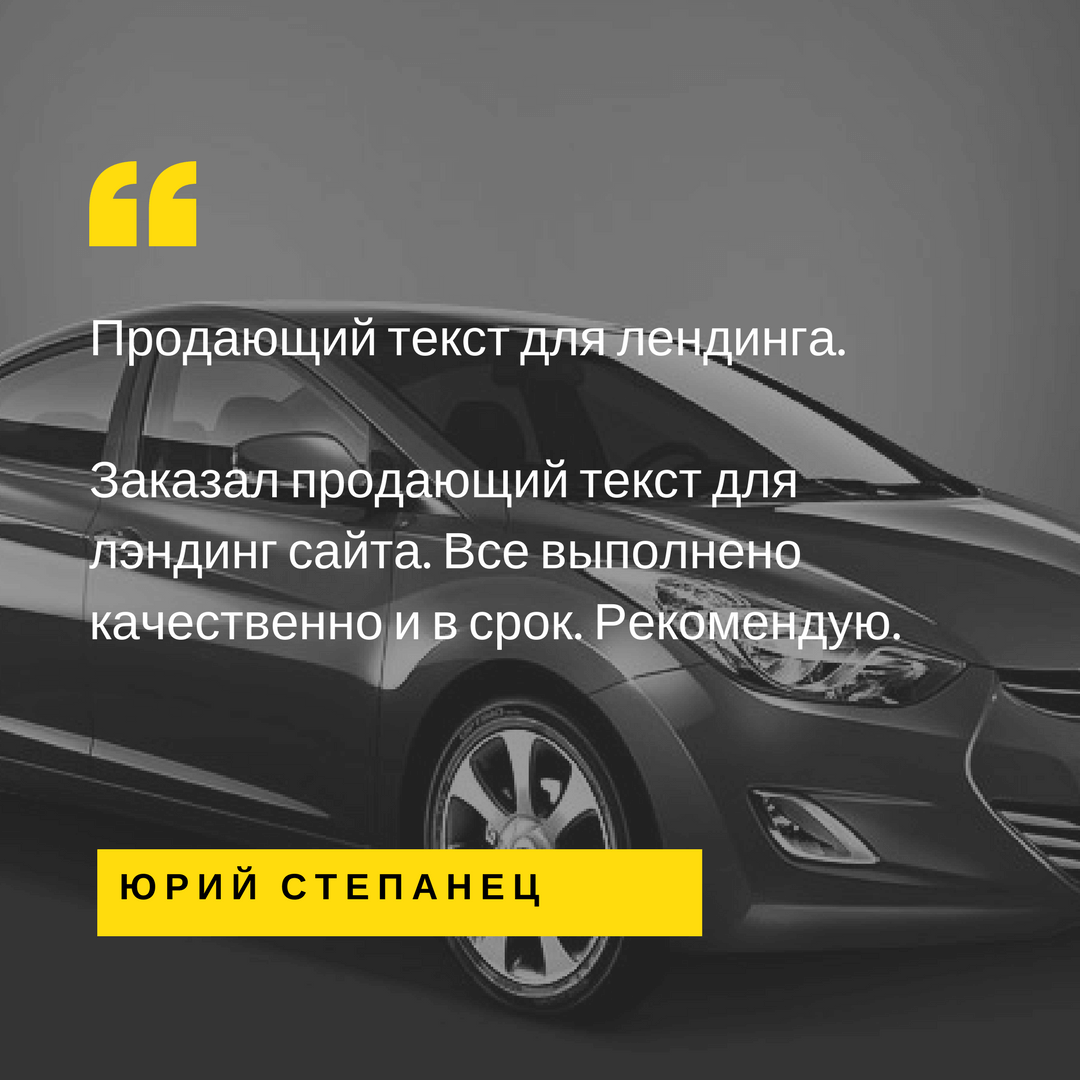 “
Продающий текст для лендинга.
Заказал продающий текст для
лэндинг сайта. Все выполнено
качественно и в срок. Рекомендую.
ЮРИЙ СТЕПАНЕЦ